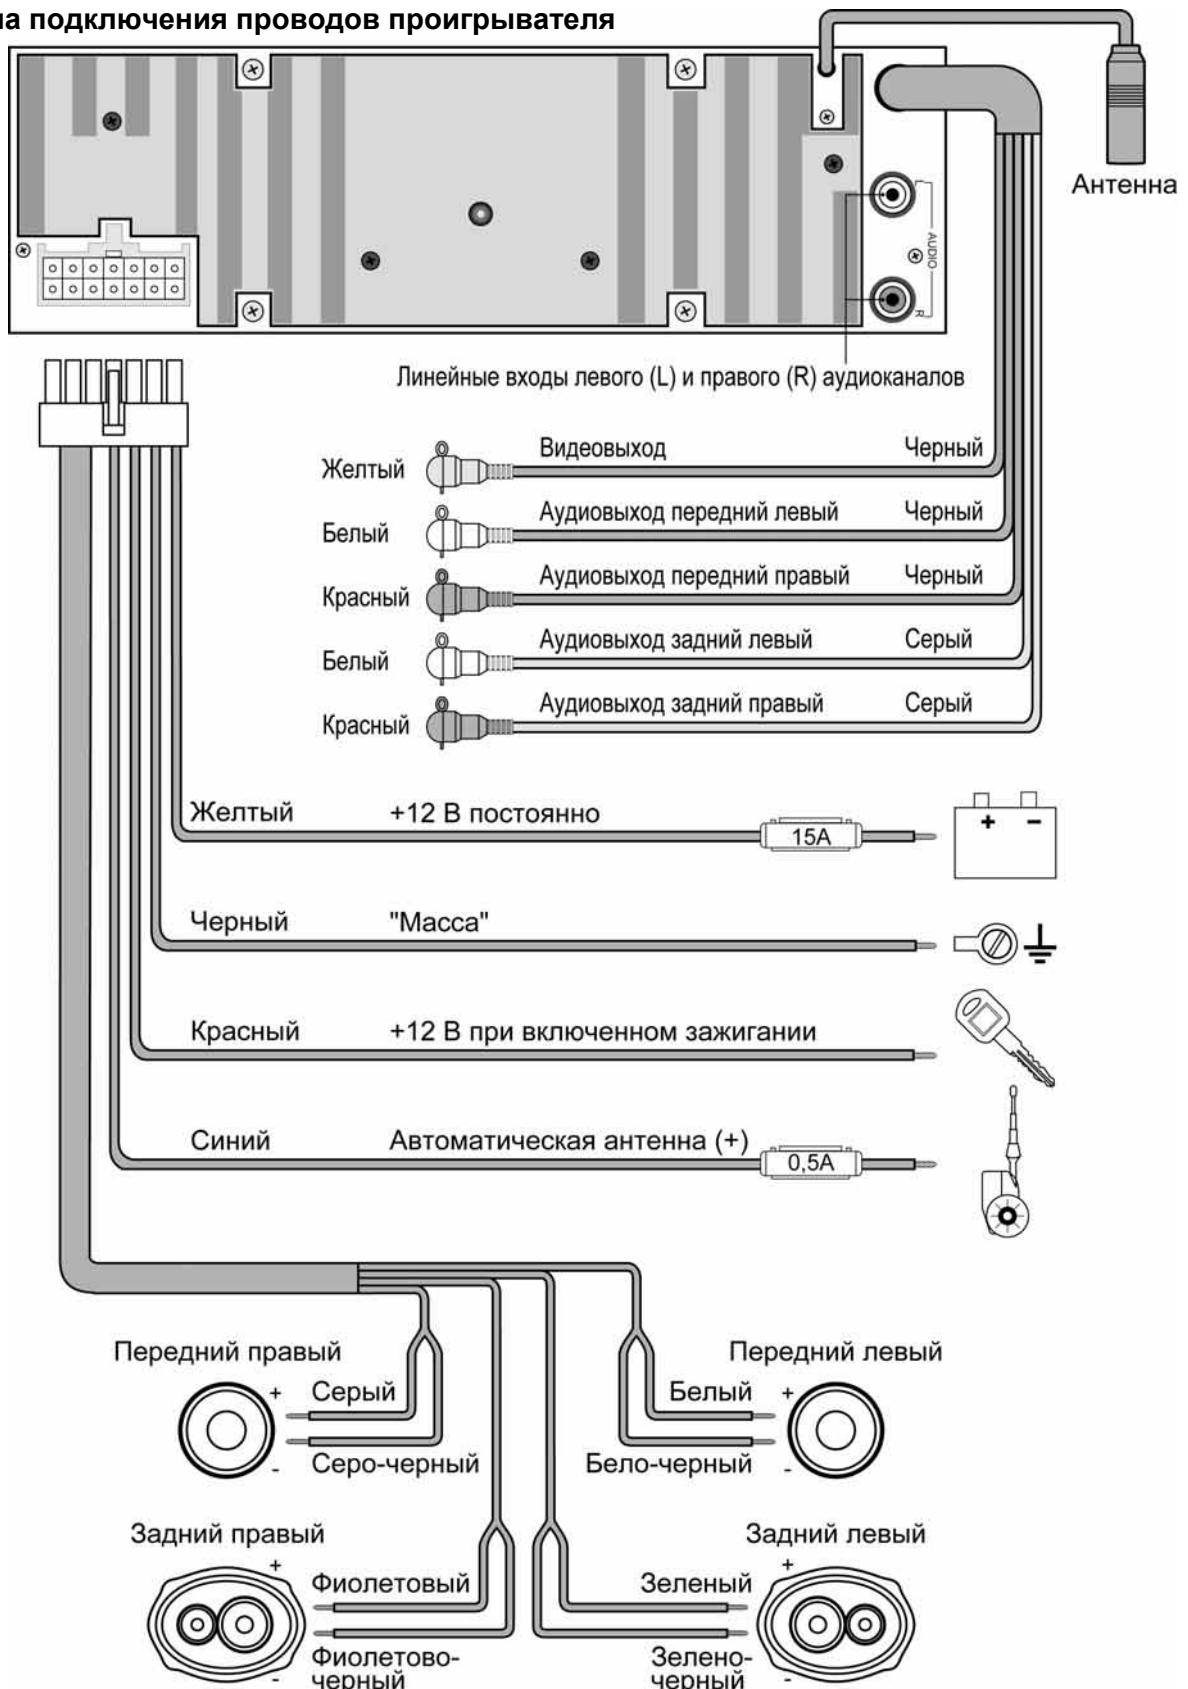 на подключения проводов проигрывателя
Антенна
L
AUDIO
R
Линейные входы левого (L) и правого (R) аудиоканалов
Желтый Видеовыход Черный
Белый Аудиовыход передний левый Черный
Красный Аудиовыход передний правый Черный
Белый Аудиовыход задний левый Серый
Красный Аудиовыход задний правый Серый
Желтый +12 В постоянно 15А + -
Черный "Масса"
Красный +12 В при включенном зажигании
Синий Автоматическая антенна (+) 0,5А
Передний правый Передний левый
+ Серый Белый +
- Серо-черный Бело-черный -
Задний правый Задний левый
+ Фиолетовый Зеленый +
- Фиолетово- Зелено- -
черный черный